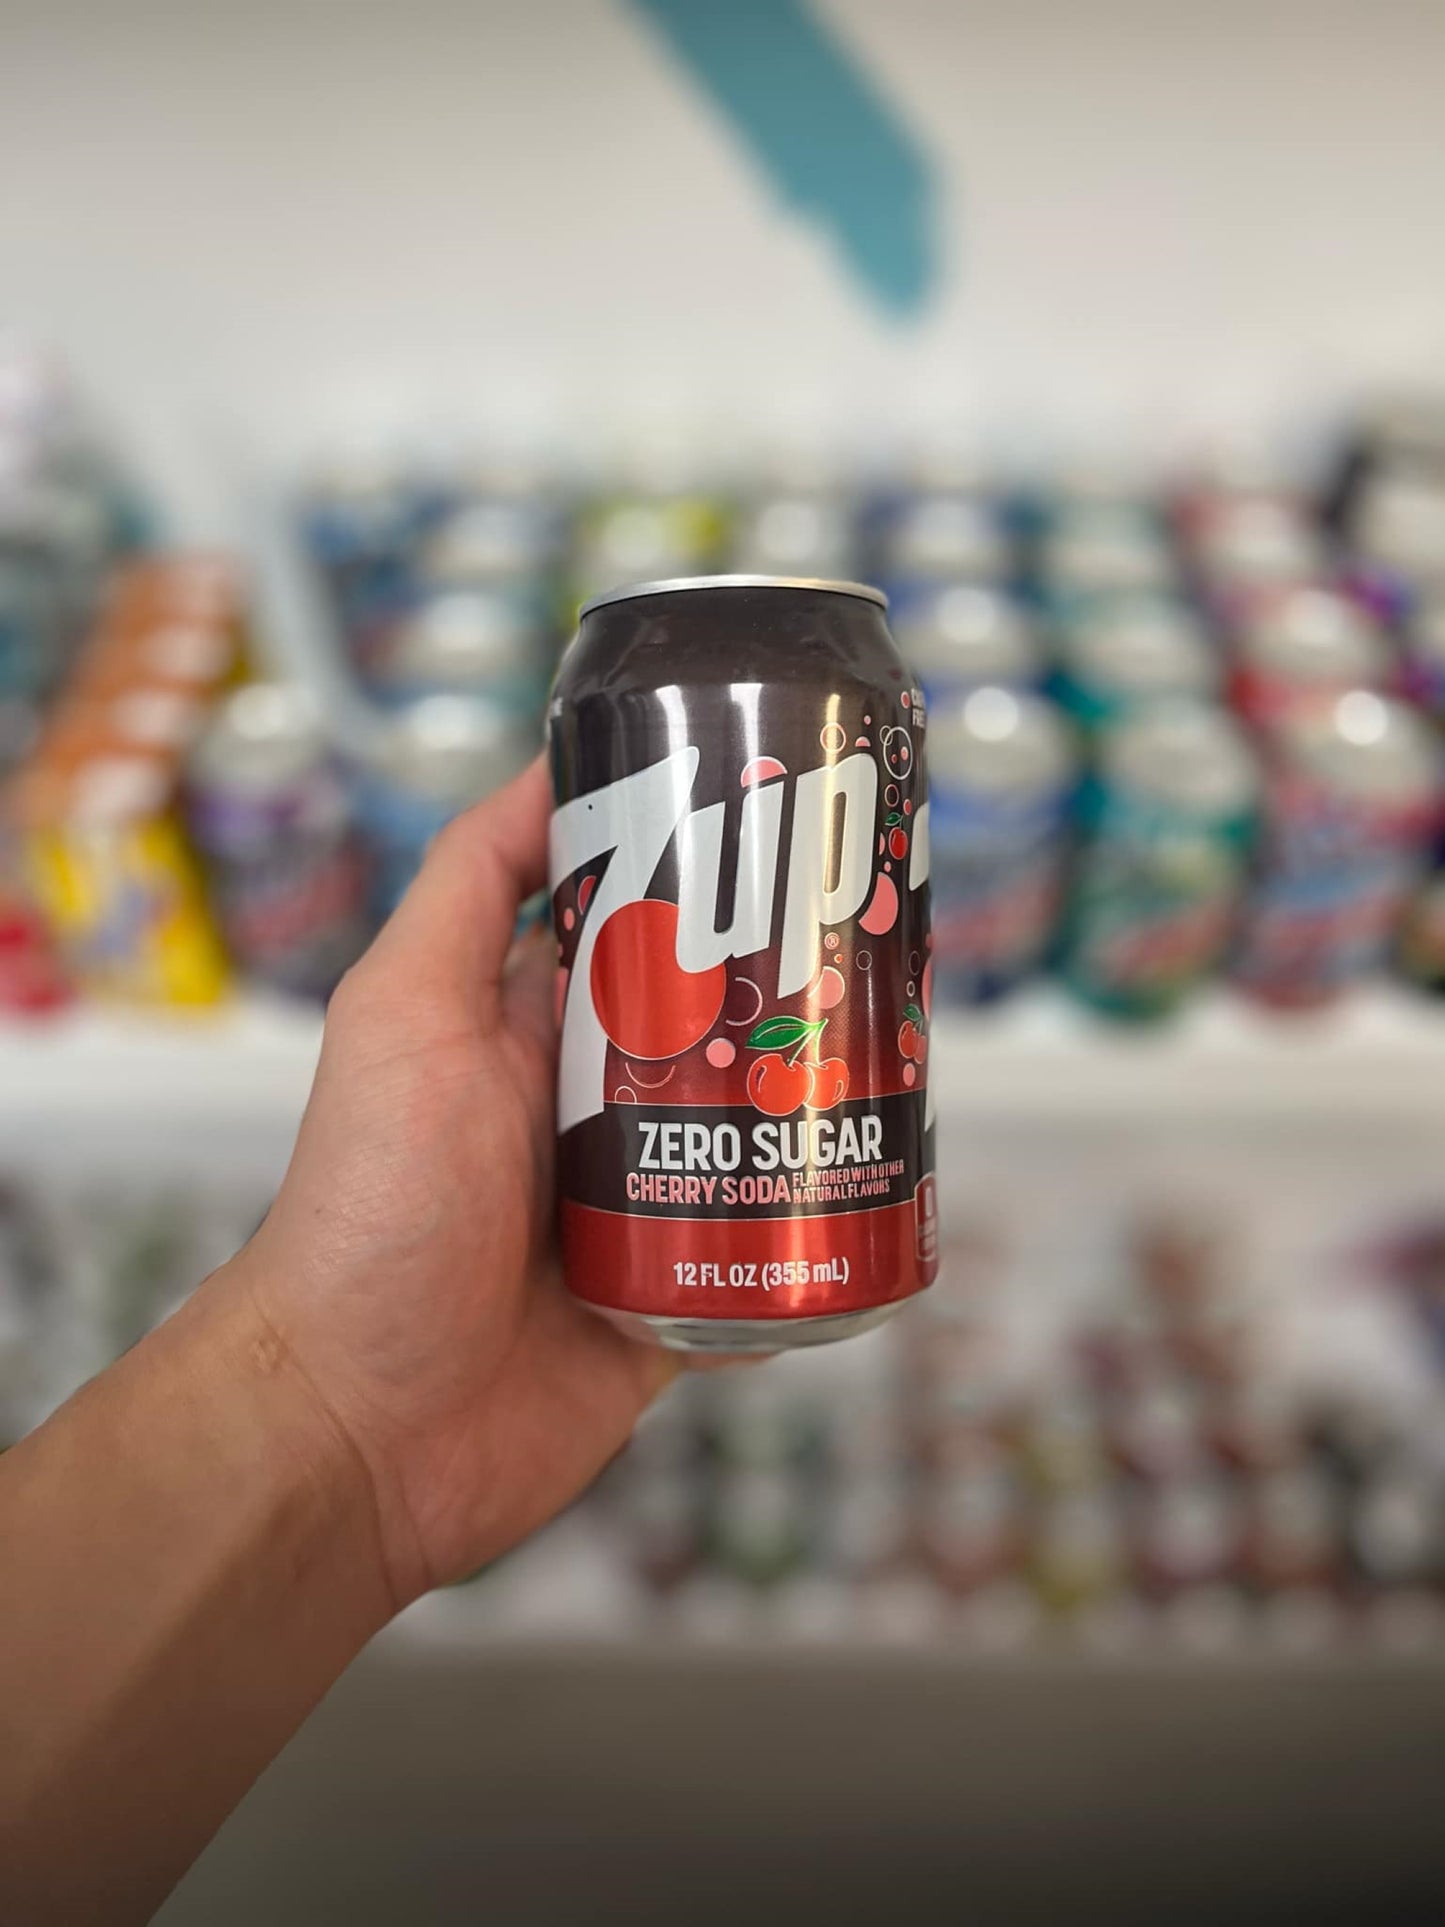 7up®
ZERO SUGAR
CHERRY SODA FLAVORED WITH OTHER
NATURAL FLAVORS
12 FL OZ (355 mL)